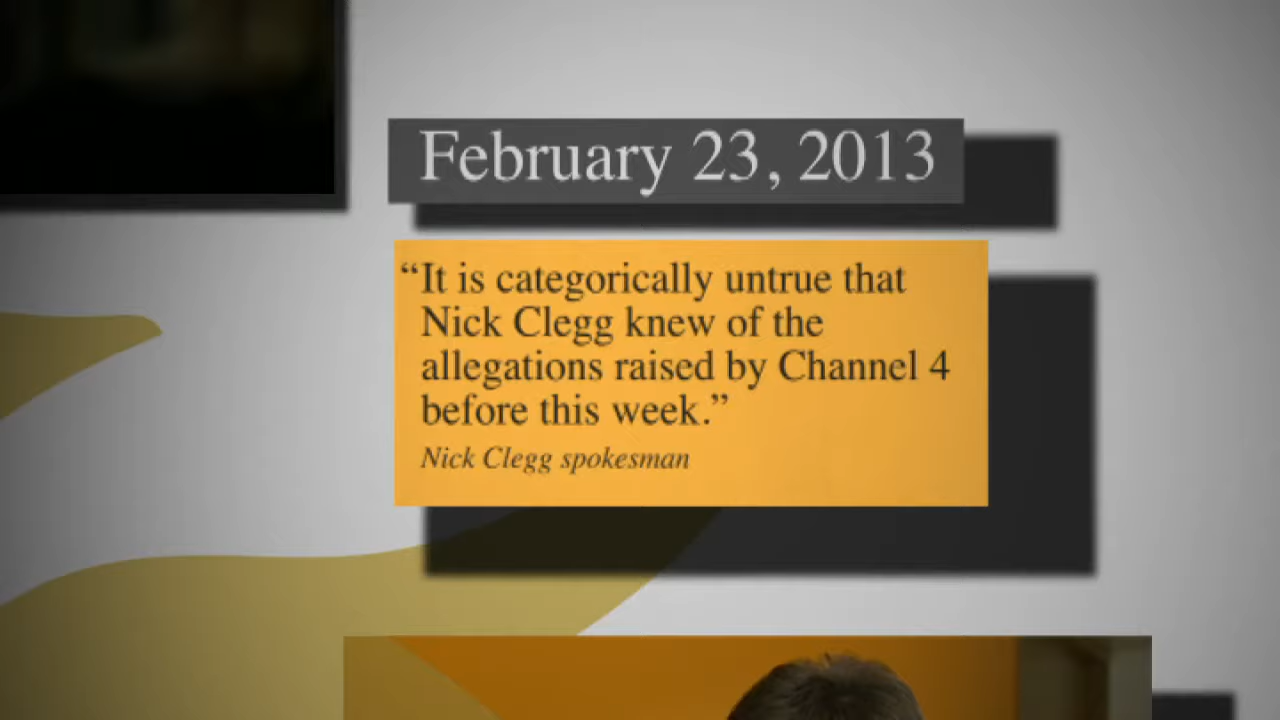 February 23, 2013
“It is categorically untrue that
Nick Clegg knew of the
allegations raised by Channel 4
before this week.”
Nick Clegg spokesman